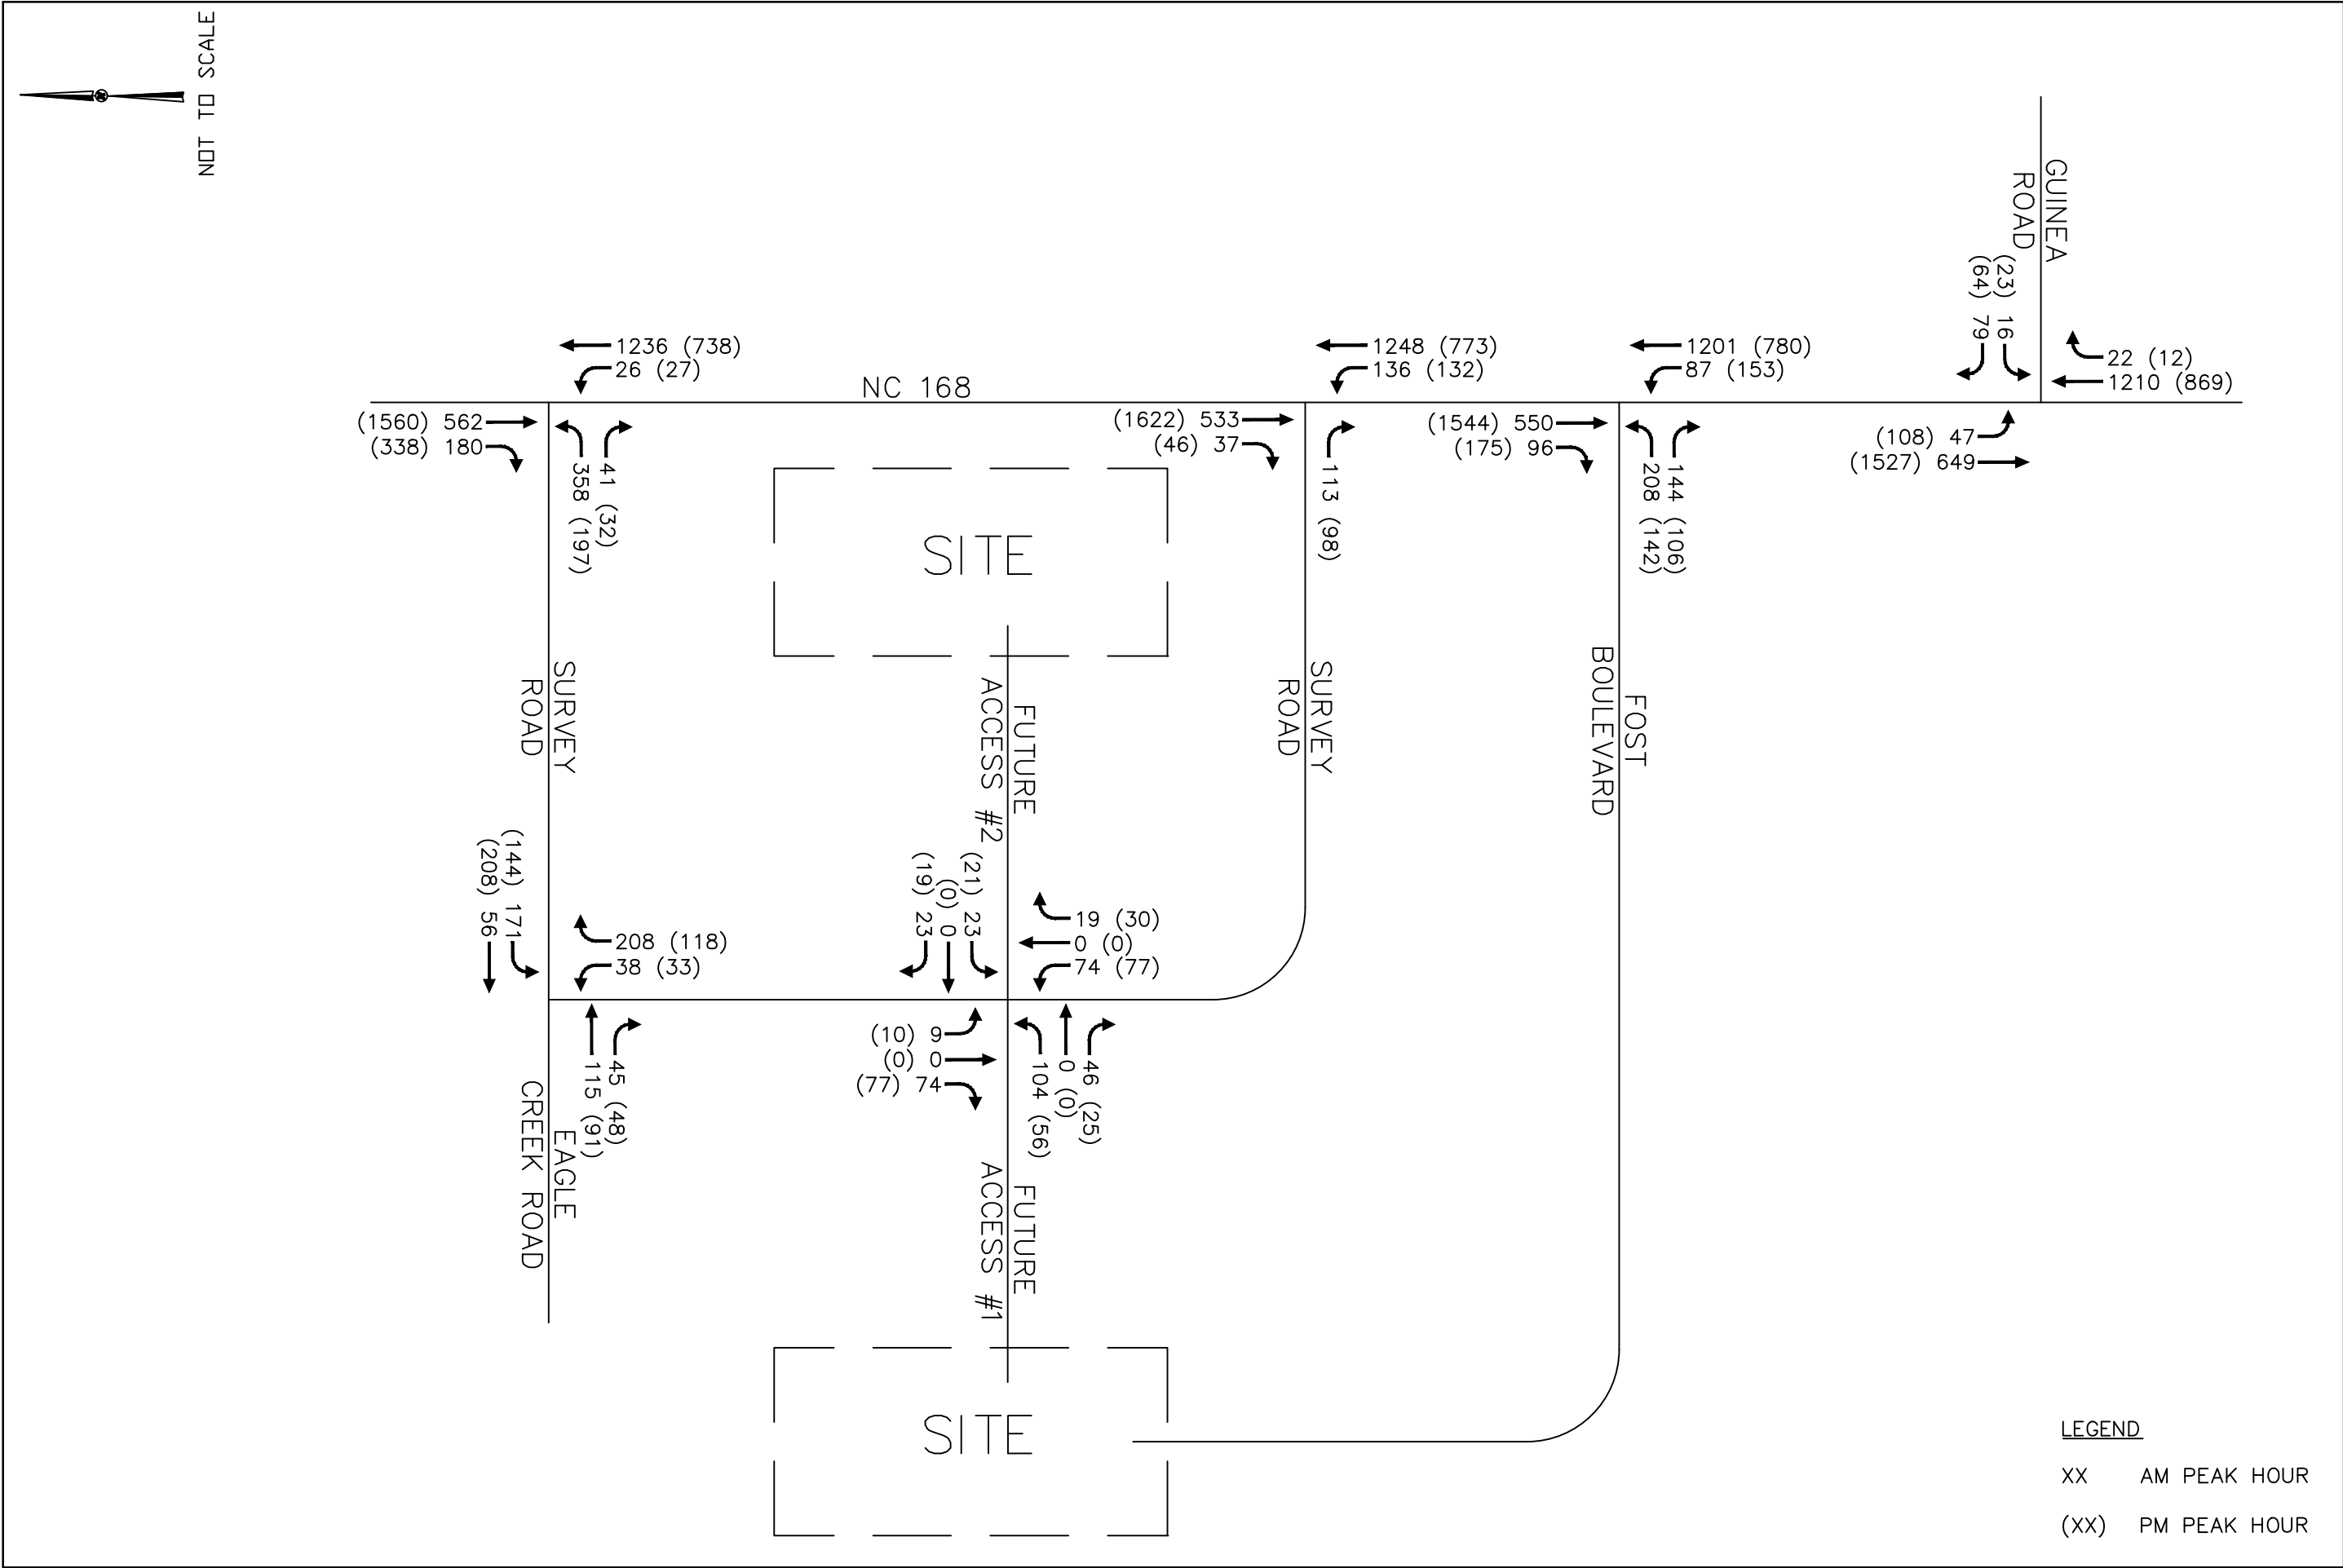 NOT TO SCALE
GUINEA
ROAD
(23) 16
(64) 79
22 (12)
1210 (869)
1236 (738)
26 (27)
NC 168
1248 (773)
136 (132)
1201 (780)
87 (153)
(1560) 562
(338) 180
41 (32)
358 (197)
(1622) 533
(46) 37
113 (98)
(1544) 550
(175) 96
144 (106)
208 (142)
(108) 47
(1527) 649
SITE
SURVEY
ROAD
FUTURE
ACCESS #2
SURVEY
ROAD
FOST
BOULEVARD
(144) 171
(208) 56
208 (118)
38 (33)
(21) 23
(0) 0
(19) 23
19 (30)
0 (0)
74 (77)
45 (48)
115 (91)
(10) 9
(0) 0
(77) 74
46 (25)
0 (0)
104 (56)
EAGLE
CREEK ROAD
FUTURE
ACCESS #1
SITE
LEGEND
XX AM PEAK HOUR
(XX) PM PEAK HOUR